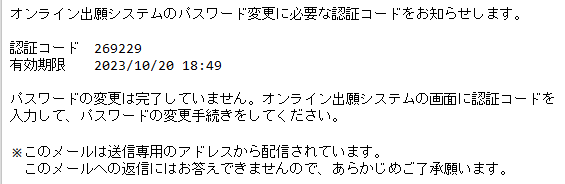 オンライン出願システムのパスワード変更に必要な認証コードをお知らせします。
認証コード　269229
有効期限　　2023/10/20 18:49
パスワードの変更は完了していません。オンライン出願システムの画面に認証コードを
入力して、パスワードの変更手続きをしてください。
※このメールは送信専用のアドレスから配信されています。
　このメールへの返信にはお答えできませんので、あらかじめご了承願います。